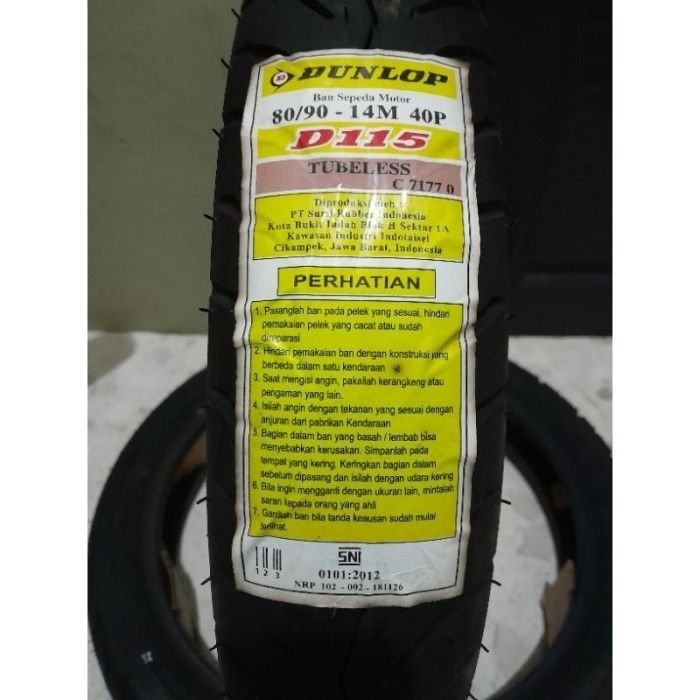 DUNLOP
Ban Sepeda Motor
80/90 - 14M 40P
D115
TUBELESS
C 7177 0
Diproduksi oleh :
PT Sumi Rubber Indonesia
Kota Bukit Indah Blok H Sektor 1A
Kawasan Industri Indotaisei
Cikampek, Jawa Barat, Indonesia
PERHATIAN
1. Pasanglah ban pada pelek yang sesuai, hindari
pemakaian pelek yang cacat atau sudah
direparasi
2. Hindari pemakaian ban dengan konstruksi yang
berbeda dalam satu kendaraan
3. Saat mengisi angin, pakailah kerangkeng atau
pengaman yang lain.
4. Isilah angin dengan tekanan yang sesuai dengan
anjuran dari pabrikan Kendaraan
5. Bagian dalam ban yang basah / lembab bisa
menyebabkan kerusakan. Simpanlah pada
tempat yang kering. Keringkan bagian dalam
sebelum dipasang dan isilah dengan udara kering
6. Bila ingin mengganti dengan ukuran lain, mintalah
saran kepada orang yang ahli
7. Gantilah ban bila tanda keausan sudah mulai
terlihat.
1 2 3
SNI
0101:2012
NRP 102 - 002 - 181126